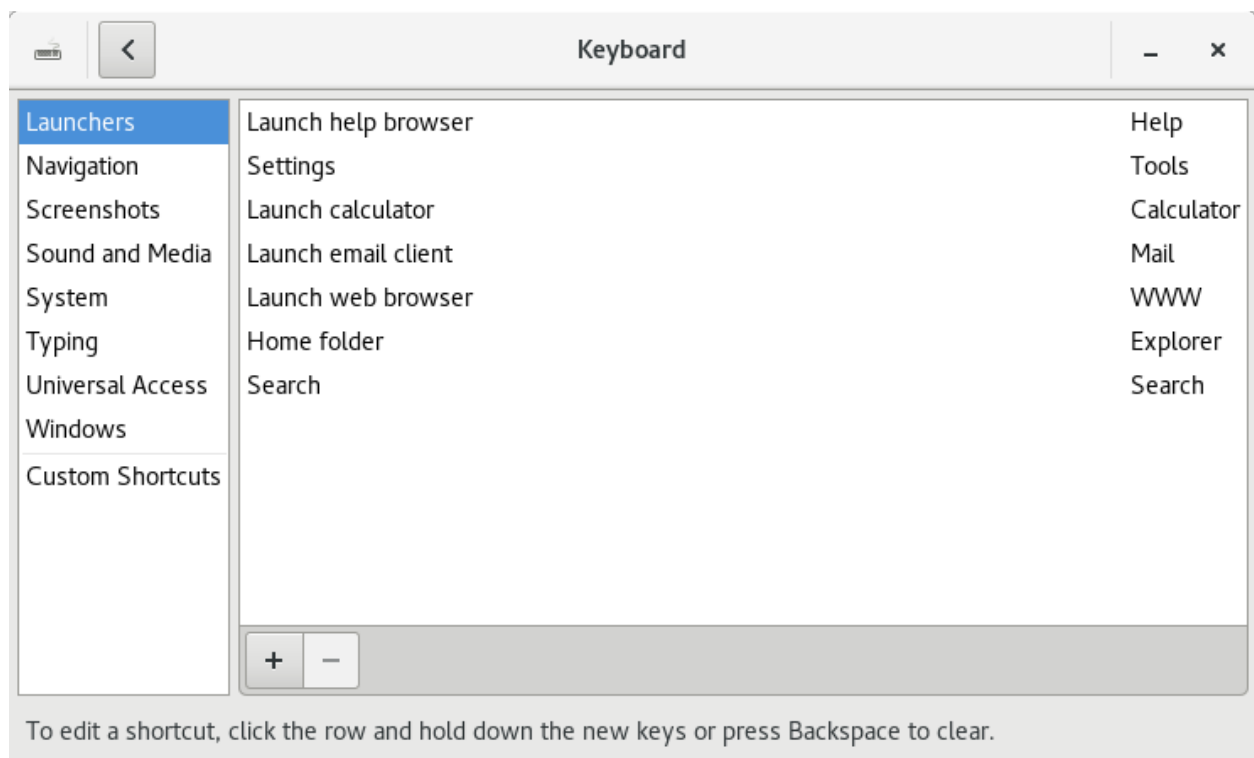 Keyboard
Launchers
Navigation
Screenshots
Sound and Media
System
Typing
Universal Access
Windows
Custom Shortcuts
Launch help browser Help
Settings Tools
Launch calculator Calculator
Launch email client Mail
Launch web browser WWW
Home folder Explorer
Search Search
To edit a shortcut, click the row and hold down the new keys or press Backspace to clear.